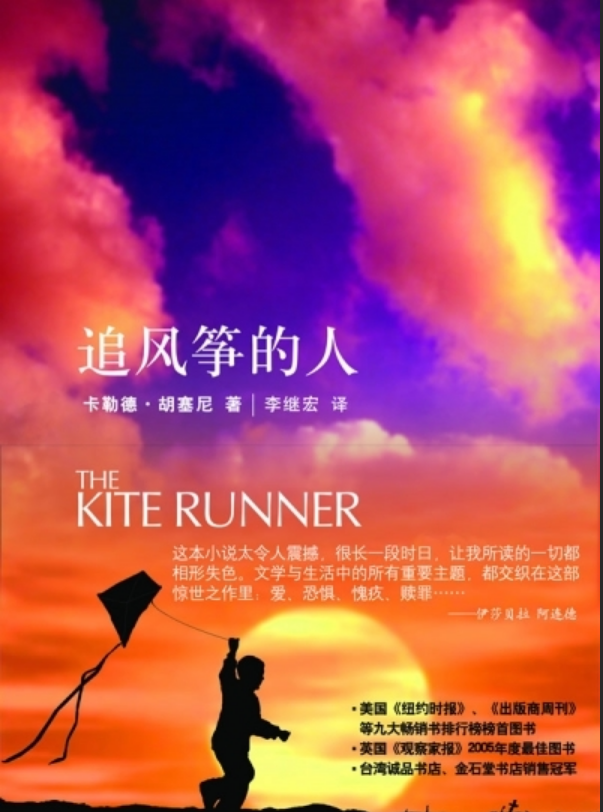 追风筝的人
卡勒德·胡塞尼 著 | 李继宏 译
THE
KITE RUNNER
这本小说太令人震撼，很长一段时日，让我所读的一切都
相形失色。文学与生活中的所有重要主题，都交织在这部
惊世之作里：爱、恐惧、愧疚、赎罪……
——伊莎贝拉 阿连德
·美国《纽约时报》、《出版商周刊》
等九大畅销书排行榜榜首图书
·英国《观察家报》2005年度最佳图书
·台湾诚品书店、金石堂书店销售冠军